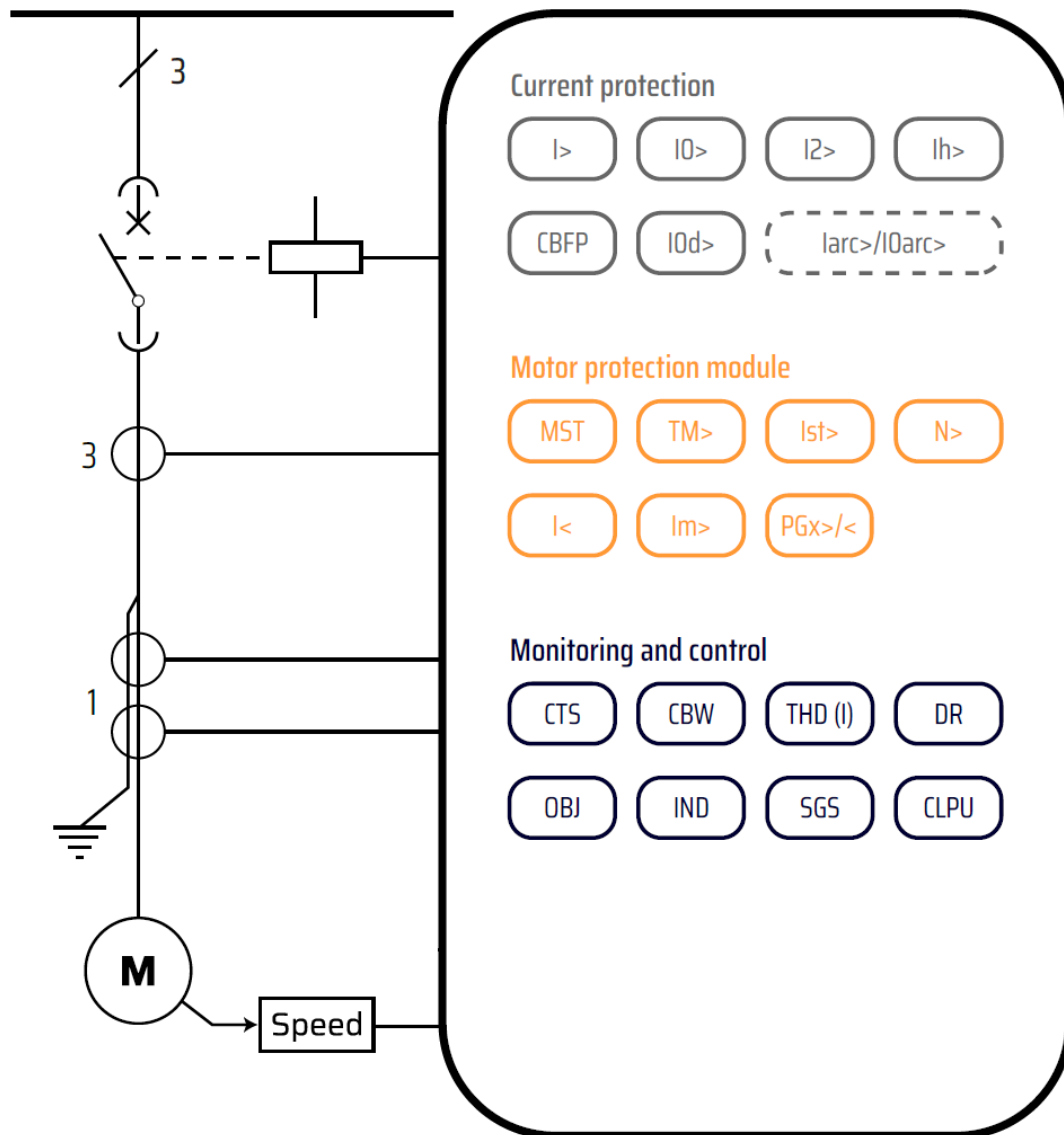 3
Current protection
I> I0> I2> Ih>
CBFP I0d> Iarc>/I0arc>
Motor protection module
MST TM> Ist> N>
3
I< Im> PGx>/<
Monitoring and control
1
CTS CBW THD (I) DR
OBJ IND SGS CLPU
M
Speed